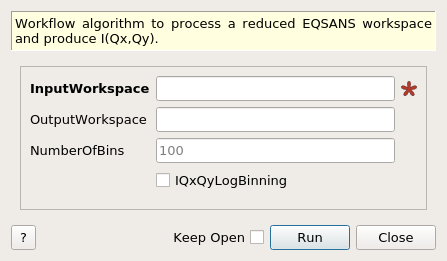 Workflow algorithm to process a reduced EQSANS workspace
and produce I(Qx,Qy).
InputWorkspace *
OutputWorkspace
NumberOfBins 100
IQxQyLogBinning
? Keep Open Run Close